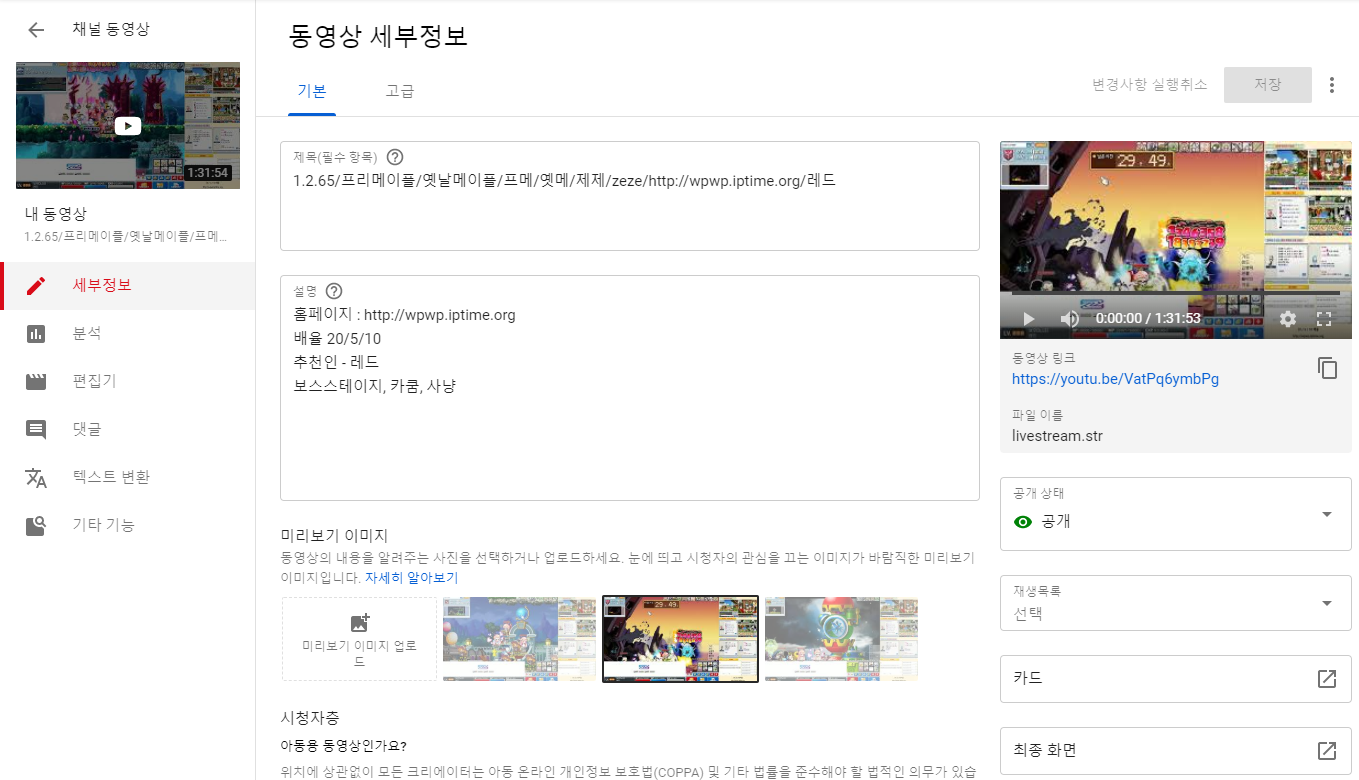 채널 동영상
1:31:54
내 동영상
1.2.65/프리메이플/옛날메이플/프메...
세부정보
분석
편집기
댓글
텍스트 변환
기타 기능
동영상 세부정보
기본
고급
변경사항 실행취소
저장
제목(필수 항목)
1.2.65/프리메이플/옛날메이플/프메/옛메/제제/zeze/http://wpwp.iptime.org/레드
설명
홈페이지 : http://wpwp.iptime.org
배율 20/5/10
추천인 - 레드
보스스테이지, 카쿰, 사냥
미리보기 이미지
동영상의 내용을 알려주는 사진을 선택하거나 업로드하세요. 눈에 띄고 시청자의 관심을 끄는 이미지가 바람직한 미리보기
이미지입니다. 자세히 알아보기
미리보기 이미지 업로
드
시청자층
아동용 동영상인가요?
위치에 상관없이 모든 크리에이터는 아동 온라인 개인정보 보호법(COPPA) 및 기타 법률을 준수해야 할 법적인 의무가 있습
29. 49.
0:00:00 / 1:31:53
동영상 링크
https://youtu.be/VatPq6ymbPg
파일 이름
livestream.str
공개 상태
공개
재생목록
선택
카드
최종 화면